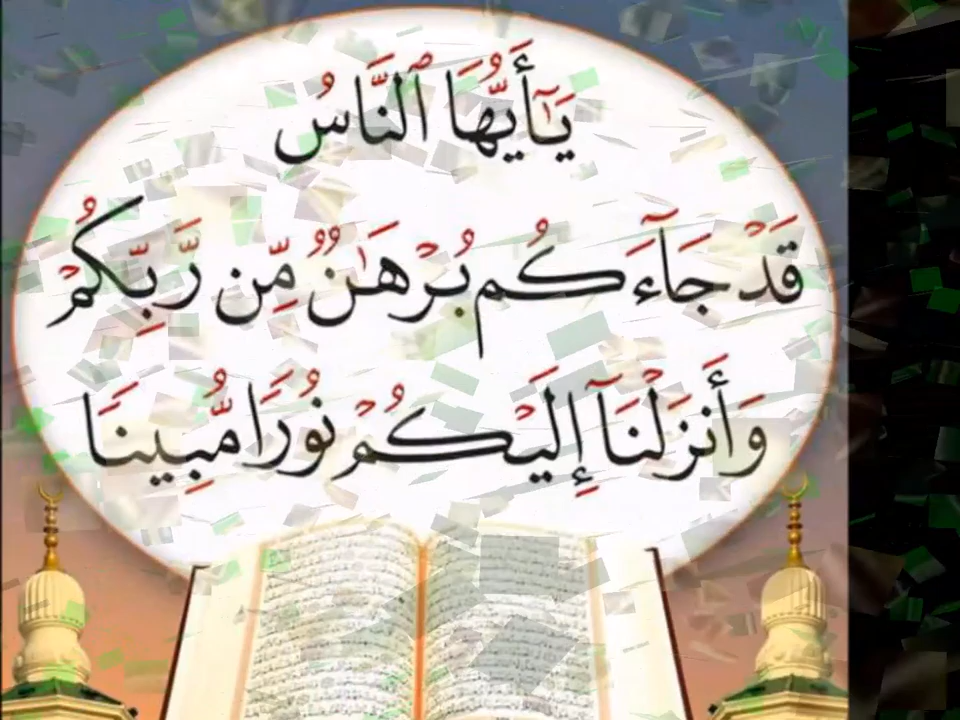 يَٰٓأَيُّهَا ٱلنَّاسُ
قَدْ جَآءَكُم بُرْهَٰنٌ مِّن رَّبِّكُمْ
وَأَنزَلْنَآ إِلَيْكُمْ نُورًا مُّبِينًا